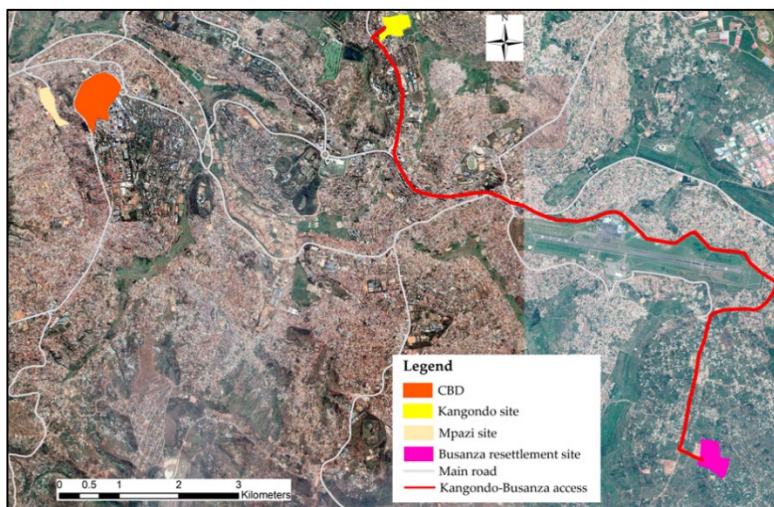 N
Legend
CBD
Kangondo site
Mpazi site
Busanza resettlement site
Main road
Kangondo-Busanza access
0 0.5 1 2 3
Kilometers